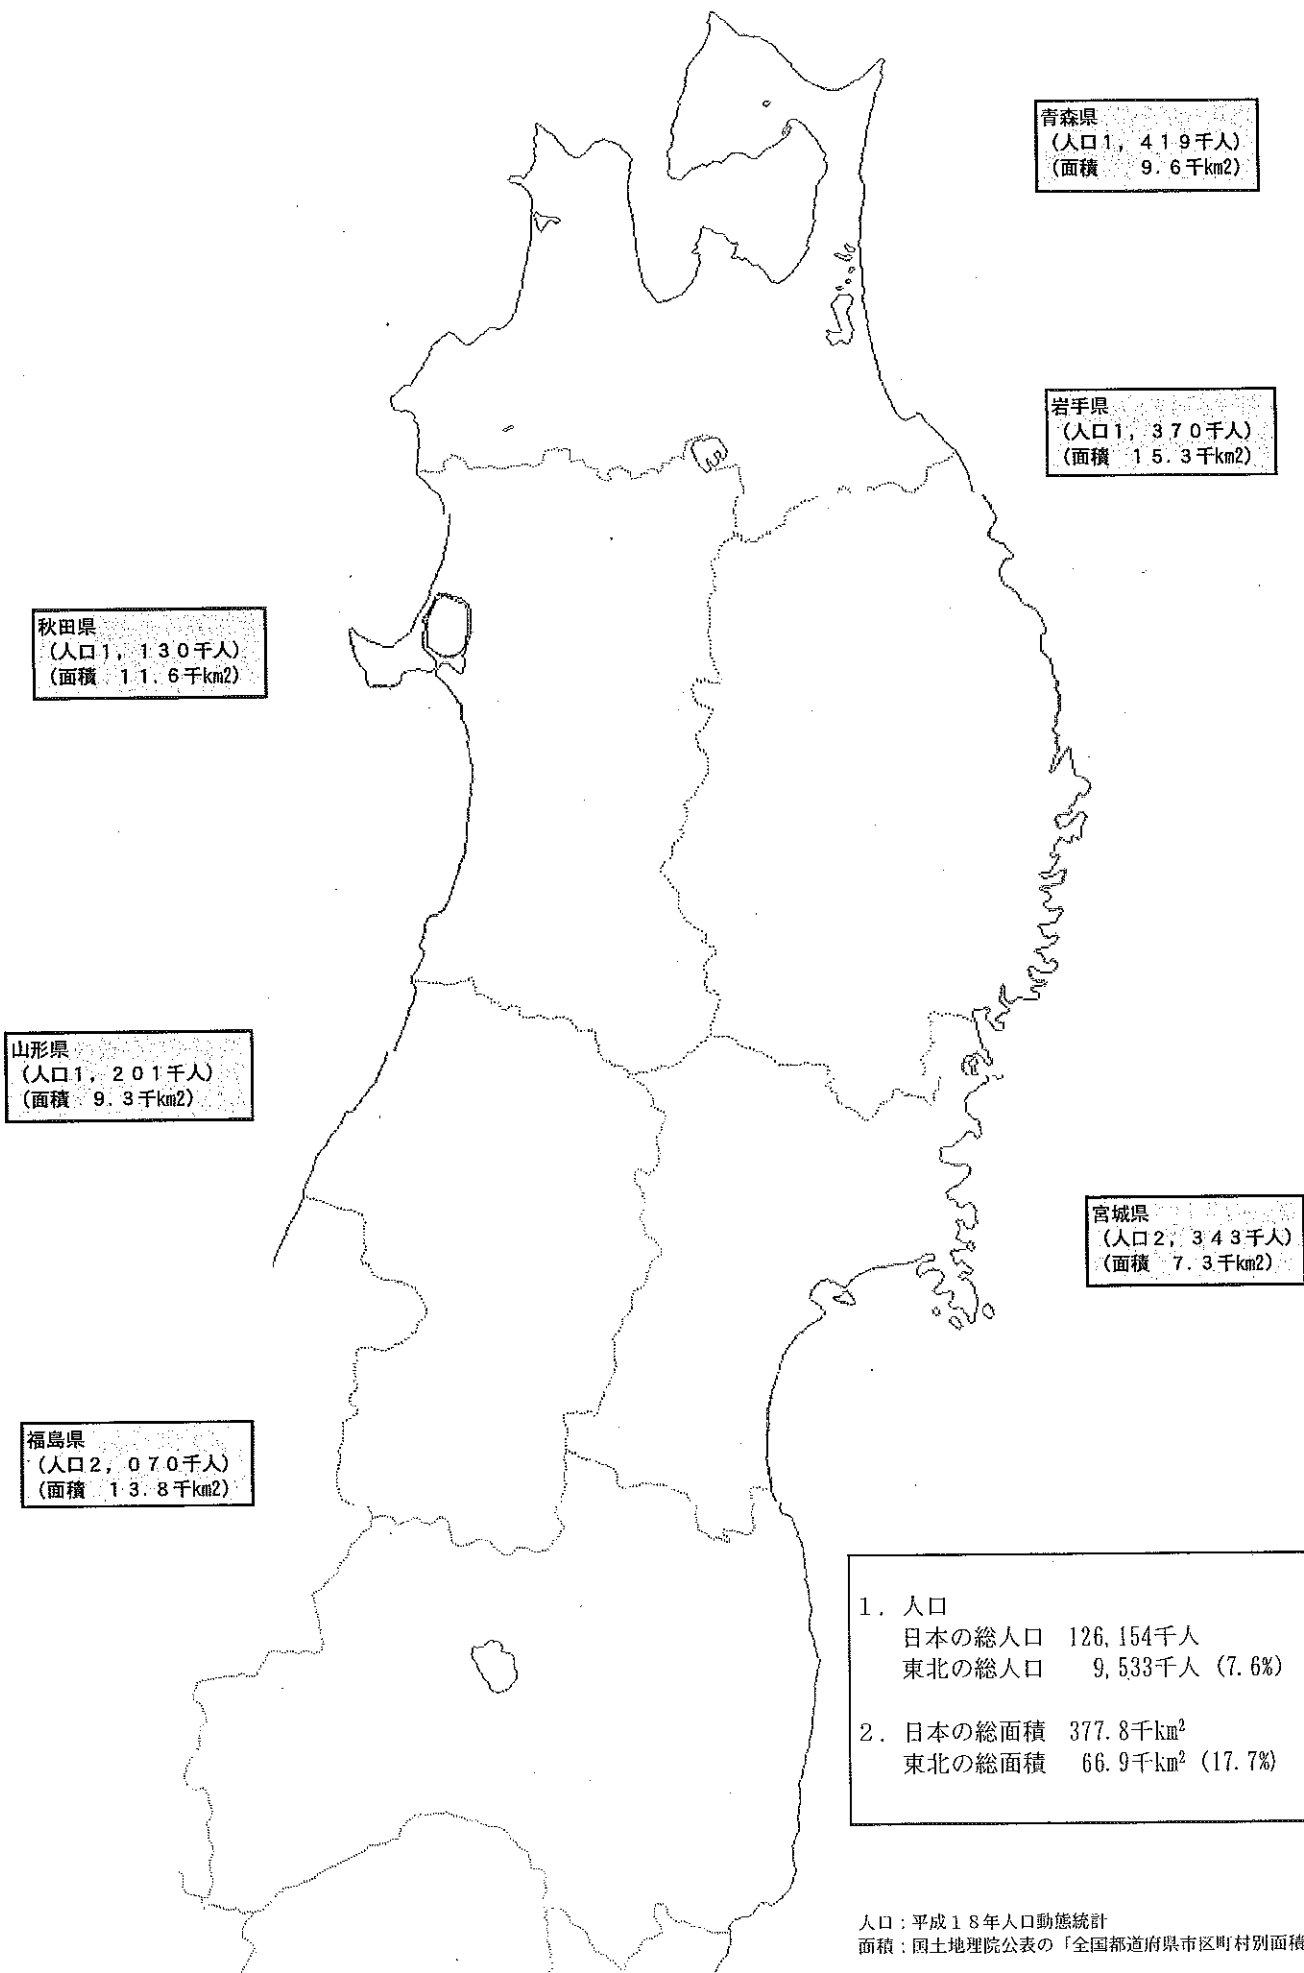 青森県
(人口1，419千人)
(面積　9．6千km2)
岩手県
(人口1，370千人)
(面積　15．3千km2)
秋田県
(人口1，130千人)
(面積　11．6千km2)
山形県
(人口1，201千人)
(面積　9．3千km2)
宮城県
(人口2，343千人)
(面積　7．3千km2)
福島県
(人口2，070千人)
(面積　13．8千km2)
1．人口
日本の総人口　126,154千人
東北の総人口　9,533千人 (7.6%)
2．日本の総面積　377.8千km²
東北の総面積　66.9千km² (17.7%)
人口：平成18年人口動態統計
面積：国土地理院公表の「全国都道府県市区町村別面積